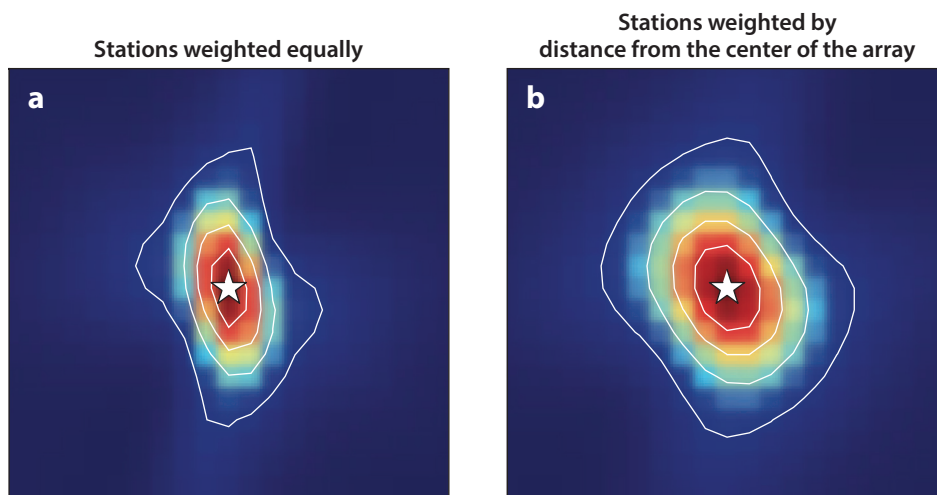 Stations weighted equally
a
Stations weighted by
distance from the center of the array
b